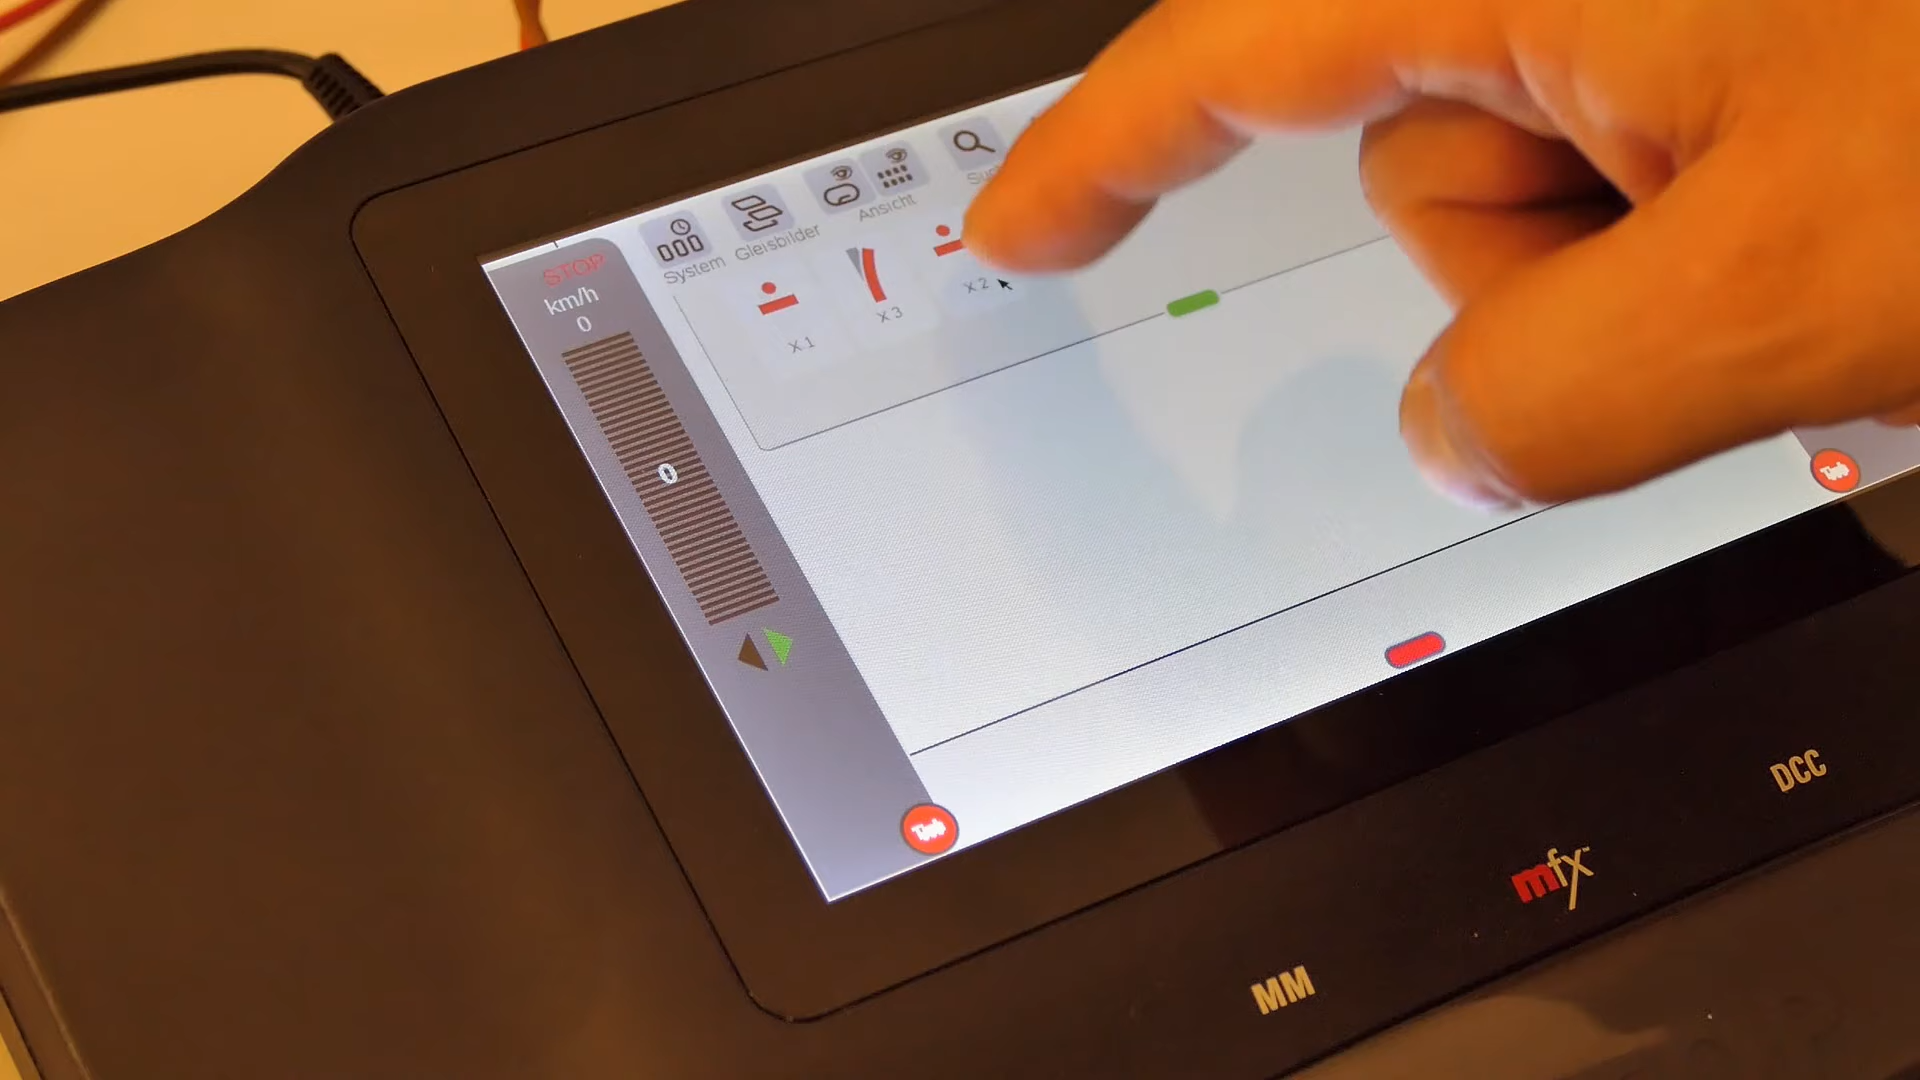 STOP
km/h
0
0
System
Gleisbilder
Ansicht
X 1
X 3
X 2
DCC
mfx
MM